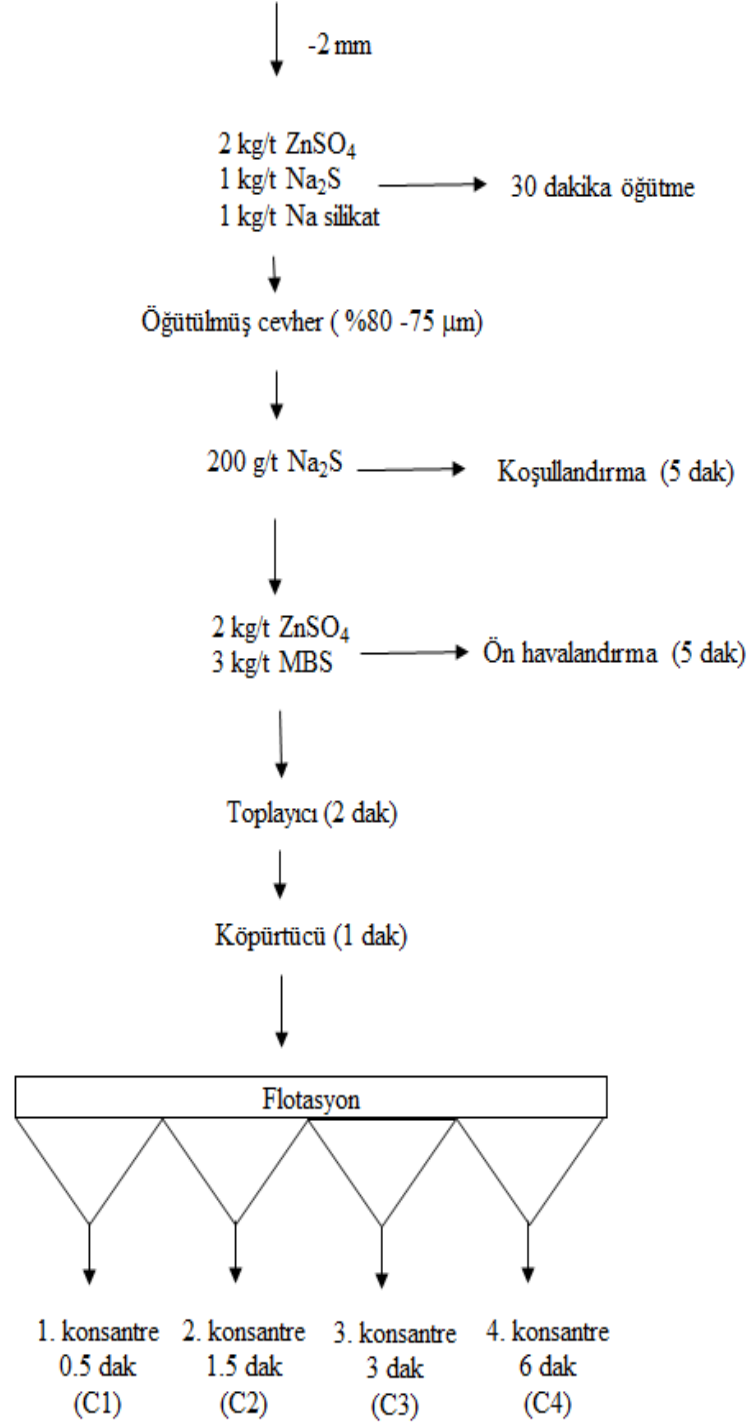 -2 mm
2 kg/t ZnSO₄
1 kg/t Na₂S
1 kg/t Na silikat
30 dakika öğütme
Öğütülmüş cevher ( %80 -75 µm)
200 g/t Na₂S
Koşullandırma (5 dak)
2 kg/t ZnSO₄
3 kg/t MBS
Ön havalandırma (5 dak)
Toplayıcı (2 dak)
Köpürtücü (1 dak)
Flotasyon
1. konsantre
0.5 dak
(C1)
2. konsantre
1.5 dak
(C2)
3. konsantre
3 dak
(C3)
4. konsantre
6 dak
(C4)